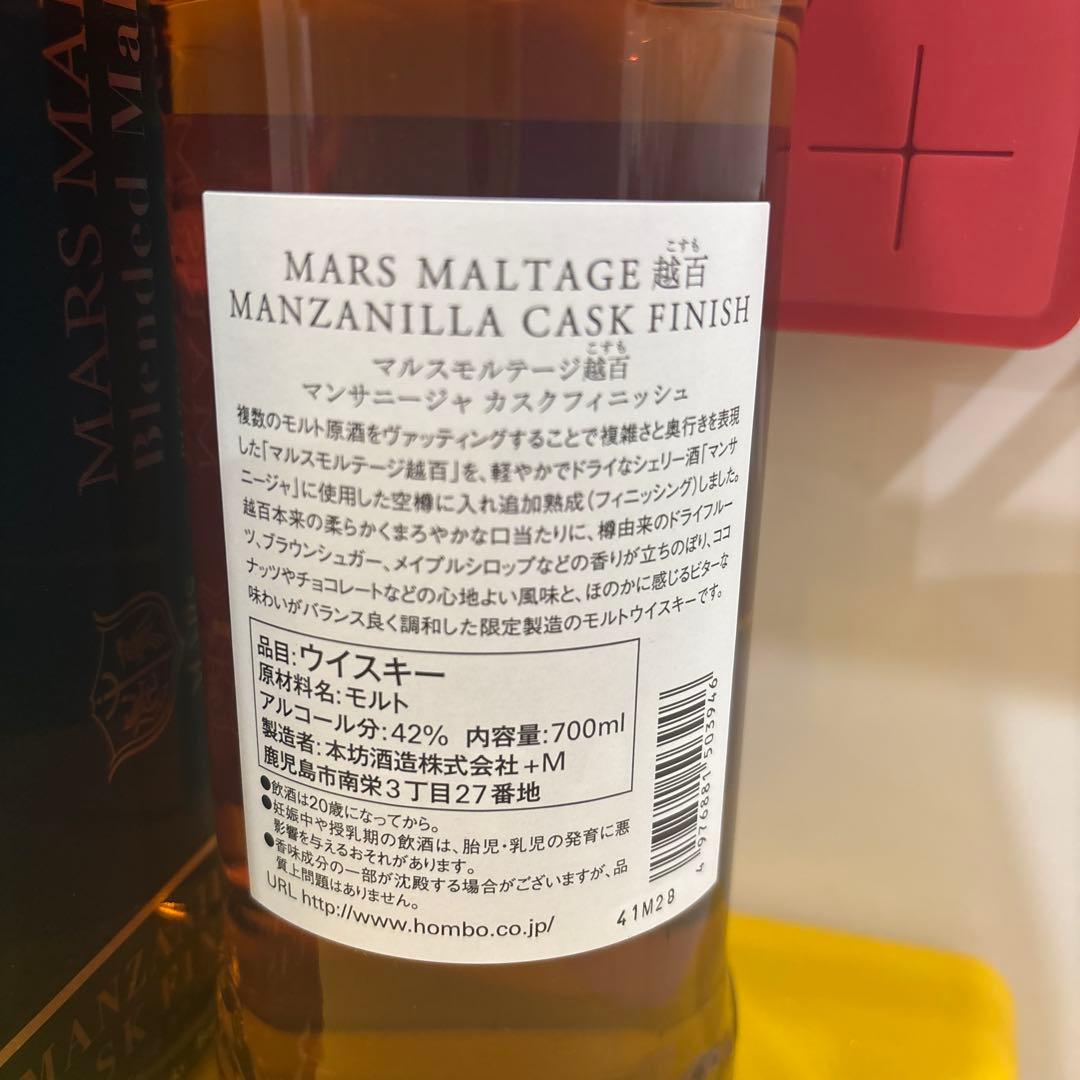 MARS MA
Blended Ma
こすも
MARS MALTAGE 越百
MANZANILLA CASK FINISH
こすも
マルスモルテージ越百
マンサニージャ カスクフィニッシュ
複数のモルト原酒をヴァッティングすることで複雑さと奥行きを表現
した「マルスモルテージ越百」を、軽やかでドライなシェリー酒「マンサ
ニージャ」に使用した空樽に入れ追加熟成(フィニッシング)しました。
越百本来の柔らかくまろやかな口当たりに、樽由来のドライフルー
ツ、ブラウンシュガー、メイプルシロップなどの香りが立ちのぼり、ココ
ナッツやチョコレートなどの心地よい風味と、ほのかに感じるビターな
味わいがバランス良く調和した限定製造のモルトウイスキーです。
品目:ウイスキー
原材料名:モルト
アルコール分:42% 内容量:700ml
製造者:本坊酒造株式会社+M
鹿児島市南栄3丁目27番地
●飲酒は20歳になってから。
●妊娠中や授乳期の飲酒は、胎児・乳児の発育に悪
影響を与えるおそれがあります。
●香味成分の一部が沈殿する場合がございますが、品
質上問題はありません。
URL http://www.hombo.co.jp/
41M28
4 976881 503946
MANZA
SK FI